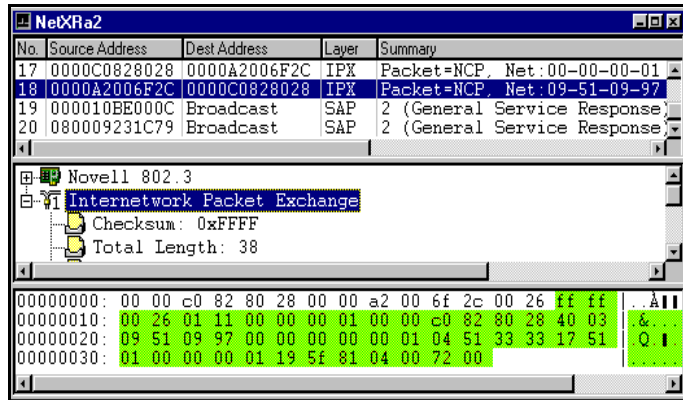 NetXRa2
No. Source Address Dest Address Layer Summary
17 0000C0828028 0000A2006F2C IPX Packet=NCP, Net:00-00-00-01
18 0000A2006F2C 0000C0828028 IPX Packet=NCP, Net:09-51-09-97
19 000010BE000C Broadcast SAP 2 (General Service Response)
20 080009231C79 Broadcast SAP 2 (General Service Response)
Novell 802.3
Internetwork Packet Exchange
Checksum: 0xFFFF
Total Length: 38
00000000: 00 00 c0 82 80 28 00 00 a2 00 6f 2c 00 26 ff ff ..À
00000010: 00 26 01 11 00 00 00 01 00 00 c0 82 80 28 40 03 .&...
00000020: 09 51 09 97 00 00 00 00 00 01 04 51 33 33 17 51 .Q.
00000030: 01 00 00 00 01 19 5f 81 04 00 72 00 .....